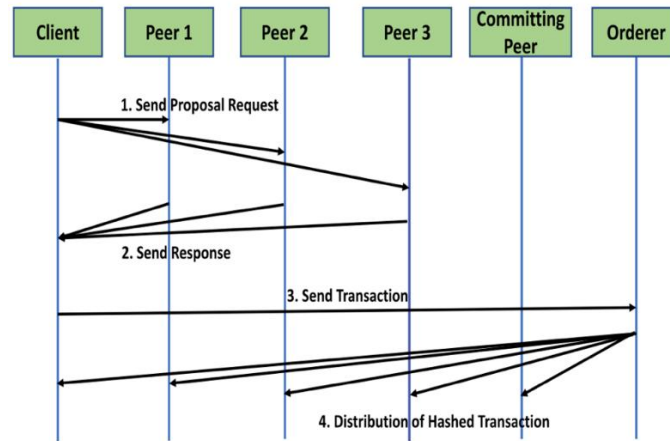 Client
Peer 1
Peer 2
Peer 3
Committing
Peer
Orderer
1. Send Proposal Request
2. Send Response
3. Send Transaction
4. Distribution of Hashed Transaction